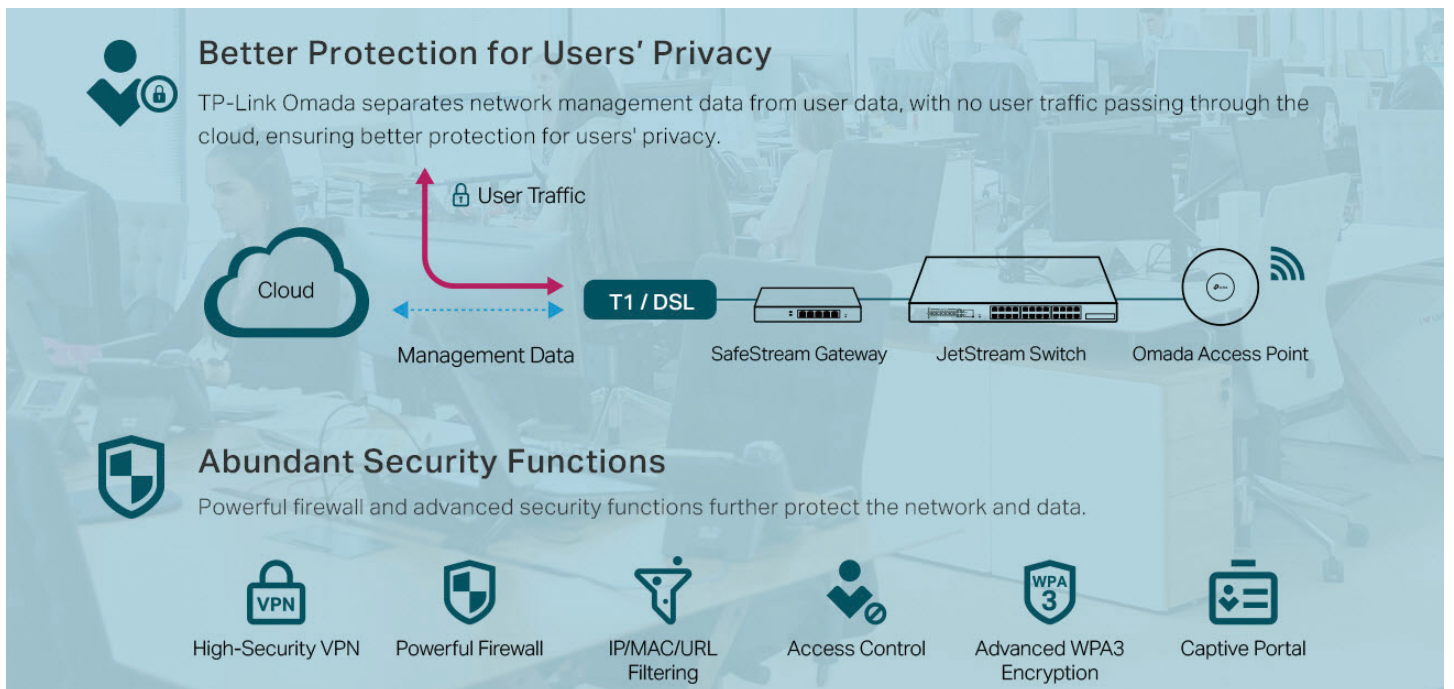 Better Protection for Users' Privacy
TP-Link Omada separates network management data from user data, with no user traffic passing through the
cloud, ensuring better protection for users' privacy.
User Traffic
Cloud
T1 / DSL
Management Data
SafeStream Gateway
JetStream Switch
Omada Access Point
Abundant Security Functions
Powerful firewall and advanced security functions further protect the network and data.
VPN
WPA
3
High-Security VPN
Powerful Firewall
IP/MAC/URL
Filtering
Access Control
Advanced WPA3
Encryption
Captive Portal